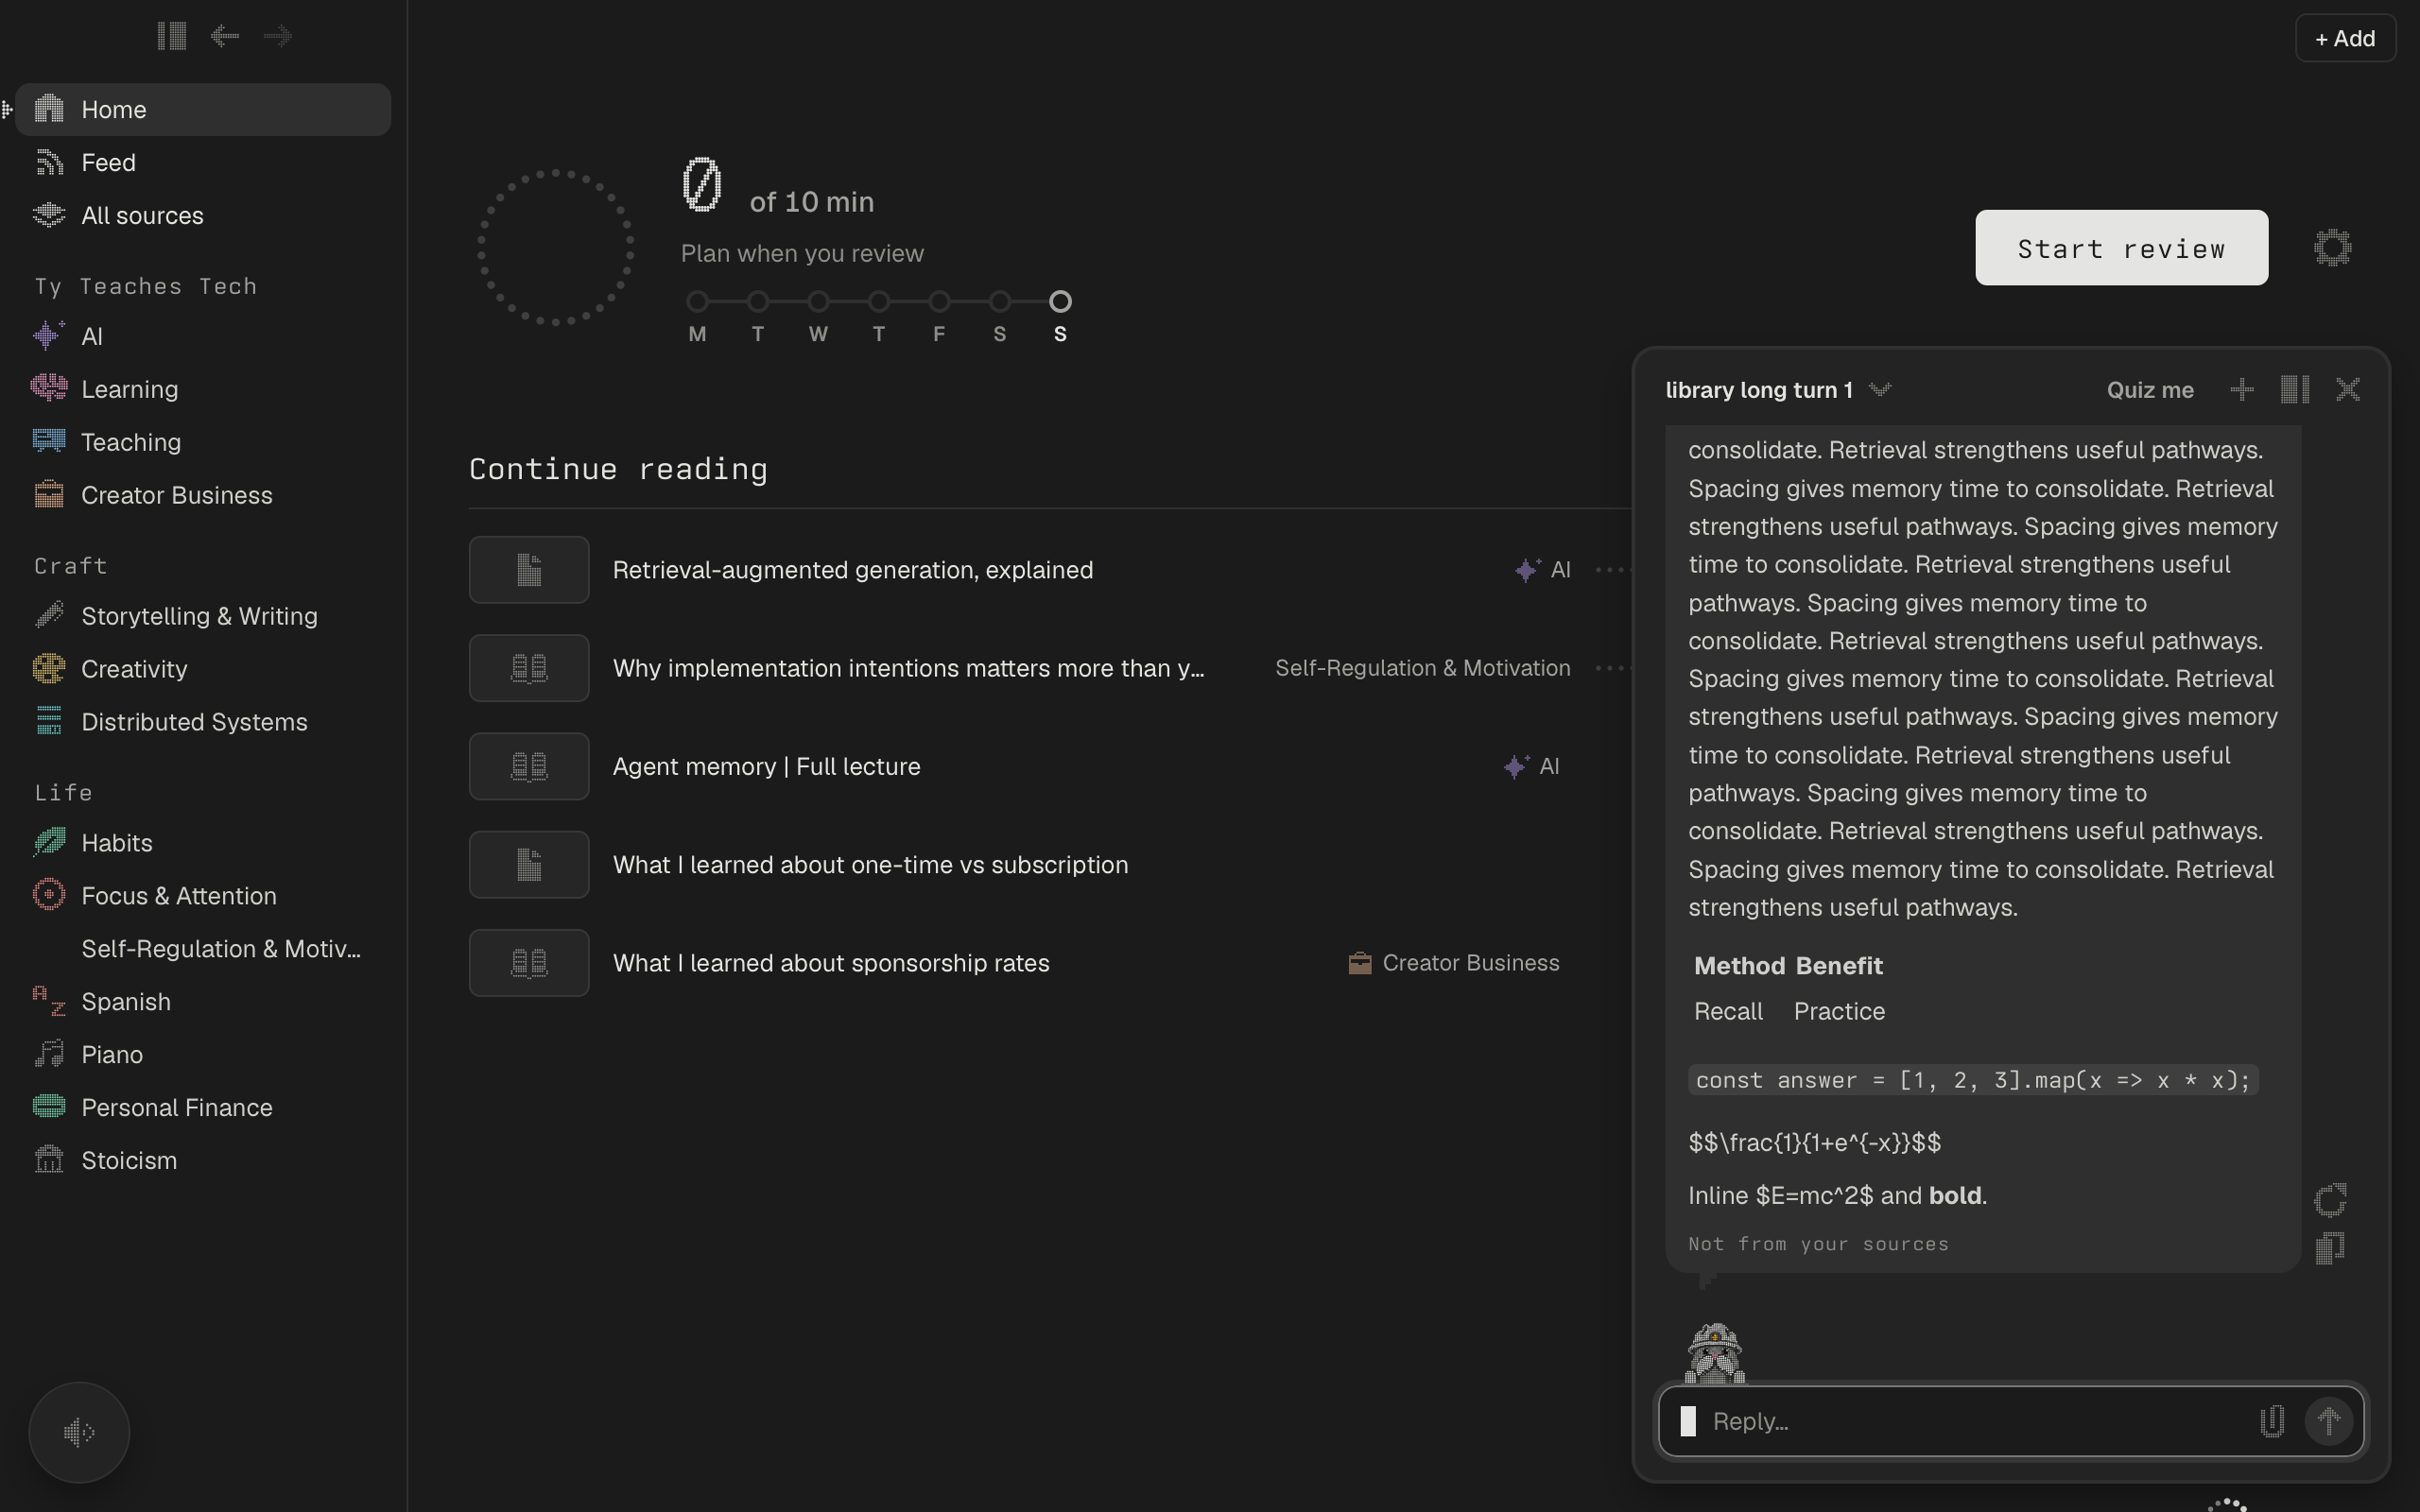 + Add
Home
Feed
All sources
Ty Teaches Tech
AI
Learning
Teaching
Creator Business
Craft
Storytelling & Writing
Creativity
Distributed Systems
Life
Habits
Focus & Attention
Self-Regulation & Motiv...
Spanish
Piano
Personal Finance
Stoicism
0 of 10 min
Plan when you review
M T W T F S S
Start review
Continue reading
Retrieval-augmented generation, explained AI
Why implementation intentions matters more than y... Self-Regulation & Motivation
Agent memory | Full lecture AI
What I learned about one-time vs subscription
What I learned about sponsorship rates Creator Business
library long turn 1 Quiz me
consolidate. Retrieval strengthens useful pathways.
Spacing gives memory time to consolidate. Retrieval
strengthens useful pathways. Spacing gives memory
time to consolidate. Retrieval strengthens useful
pathways. Spacing gives memory time to
consolidate. Retrieval strengthens useful pathways.
Spacing gives memory time to consolidate. Retrieval
strengthens useful pathways. Spacing gives memory
time to consolidate. Retrieval strengthens useful
pathways. Spacing gives memory time to
consolidate. Retrieval strengthens useful pathways.
Spacing gives memory time to consolidate. Retrieval
strengthens useful pathways.
Method Benefit
Recall Practice
const answer = [1, 2, 3].map(x => x * x);
$$\frac{1}{1+e^{-x}}$$
Inline $E=mc^2$ and bold.
Not from your sources
Reply...